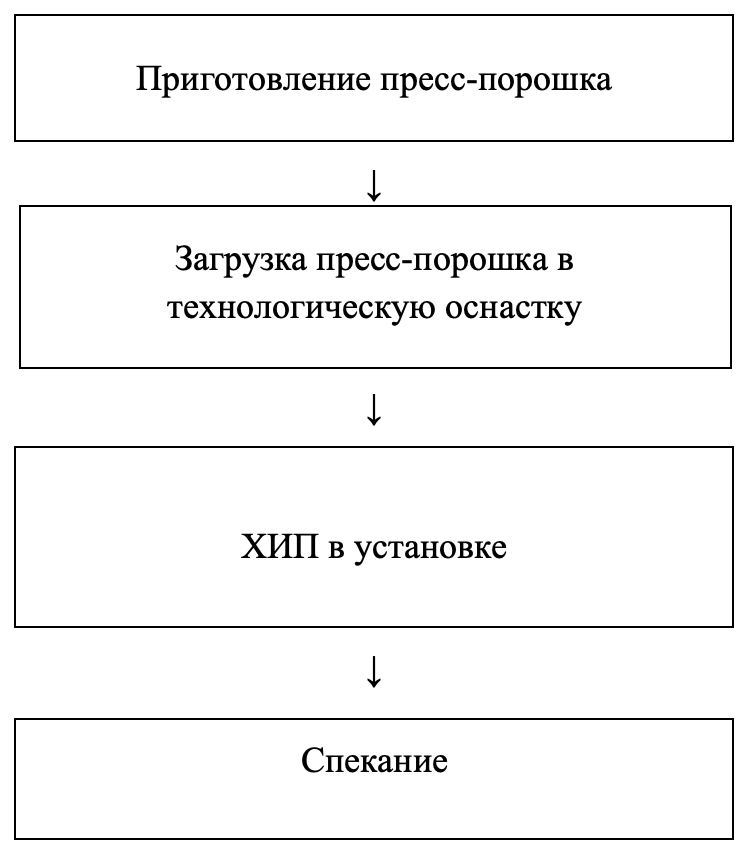 Приготовление пресс-порошка
↓
Загрузка пресс-порошка в
технологическую оснастку
↓
ХИП в установке
↓
Спекание